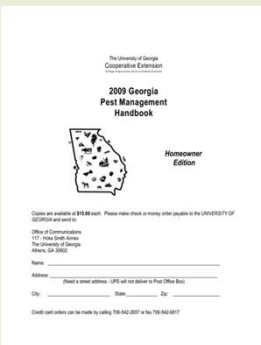 The University of Georgia
Cooperative Extension
2009 Georgia
Pest Management
Handbook
Homeowner
Edition
Copies are available at $15.00 each. Please make check or money order payable to the UNIVERSITY OF
GEORGIA and send to:
Office of Communications
117 - Hoke Smith Annex
The University of Georgia
Athens, GA 30602
Name:
Address:
(Need a street address - UPS will not deliver to Post Office Box)
City: State: Zip:
Credit card orders can be made by calling 706-542-2657 or fax 706-542-0817